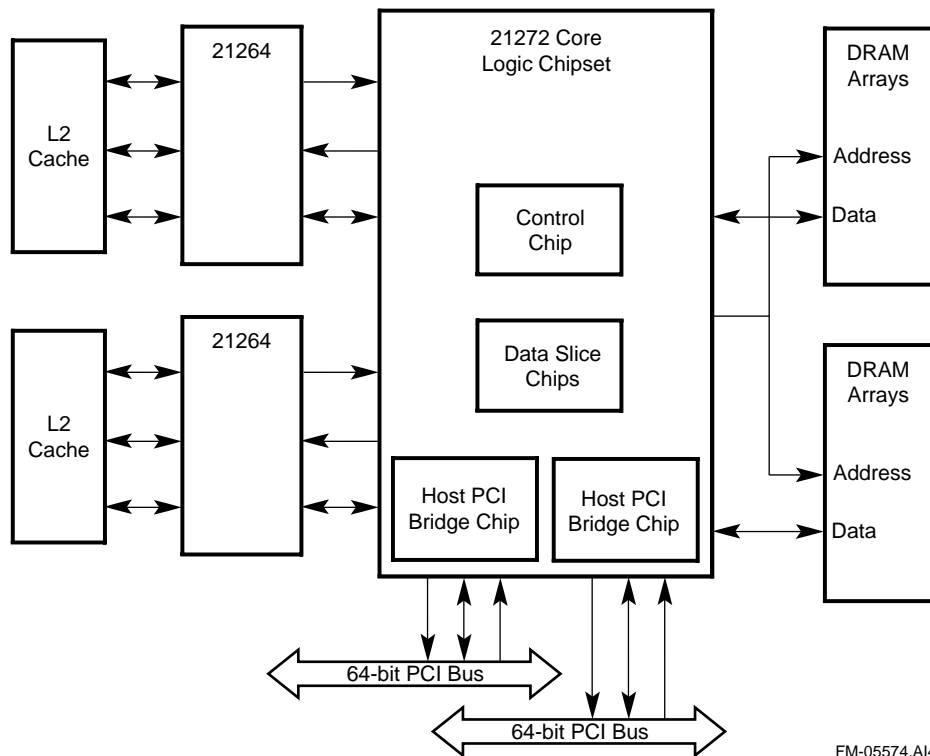 21264
21272 Core
Logic Chipset
DRAM
Arrays
L2
Cache
Address
Data
Control
Chip
21264
Data Slice
Chips
DRAM
Arrays
L2
Cache
Address
Data
Host PCI
Bridge Chip
Host PCI
Bridge Chip
64-bit PCI Bus
64-bit PCI Bus